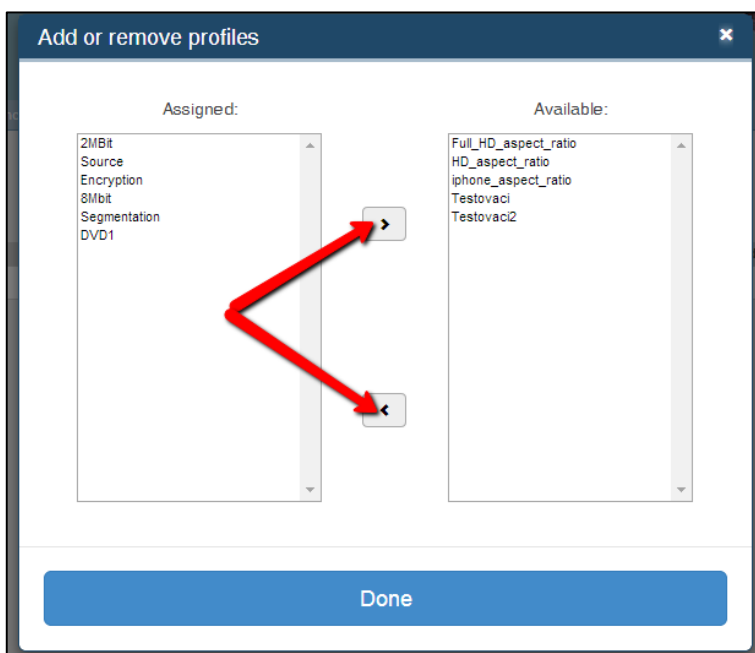 Add or remove profiles
Assigned:
2MBit
Source
Encryption
8Mbit
Segmentation
DVD1
Available:
Full_HD_aspect_ratio
HD_aspect_ratio
iphone_aspect_ratio
Testovaci
Testovaci2
Done